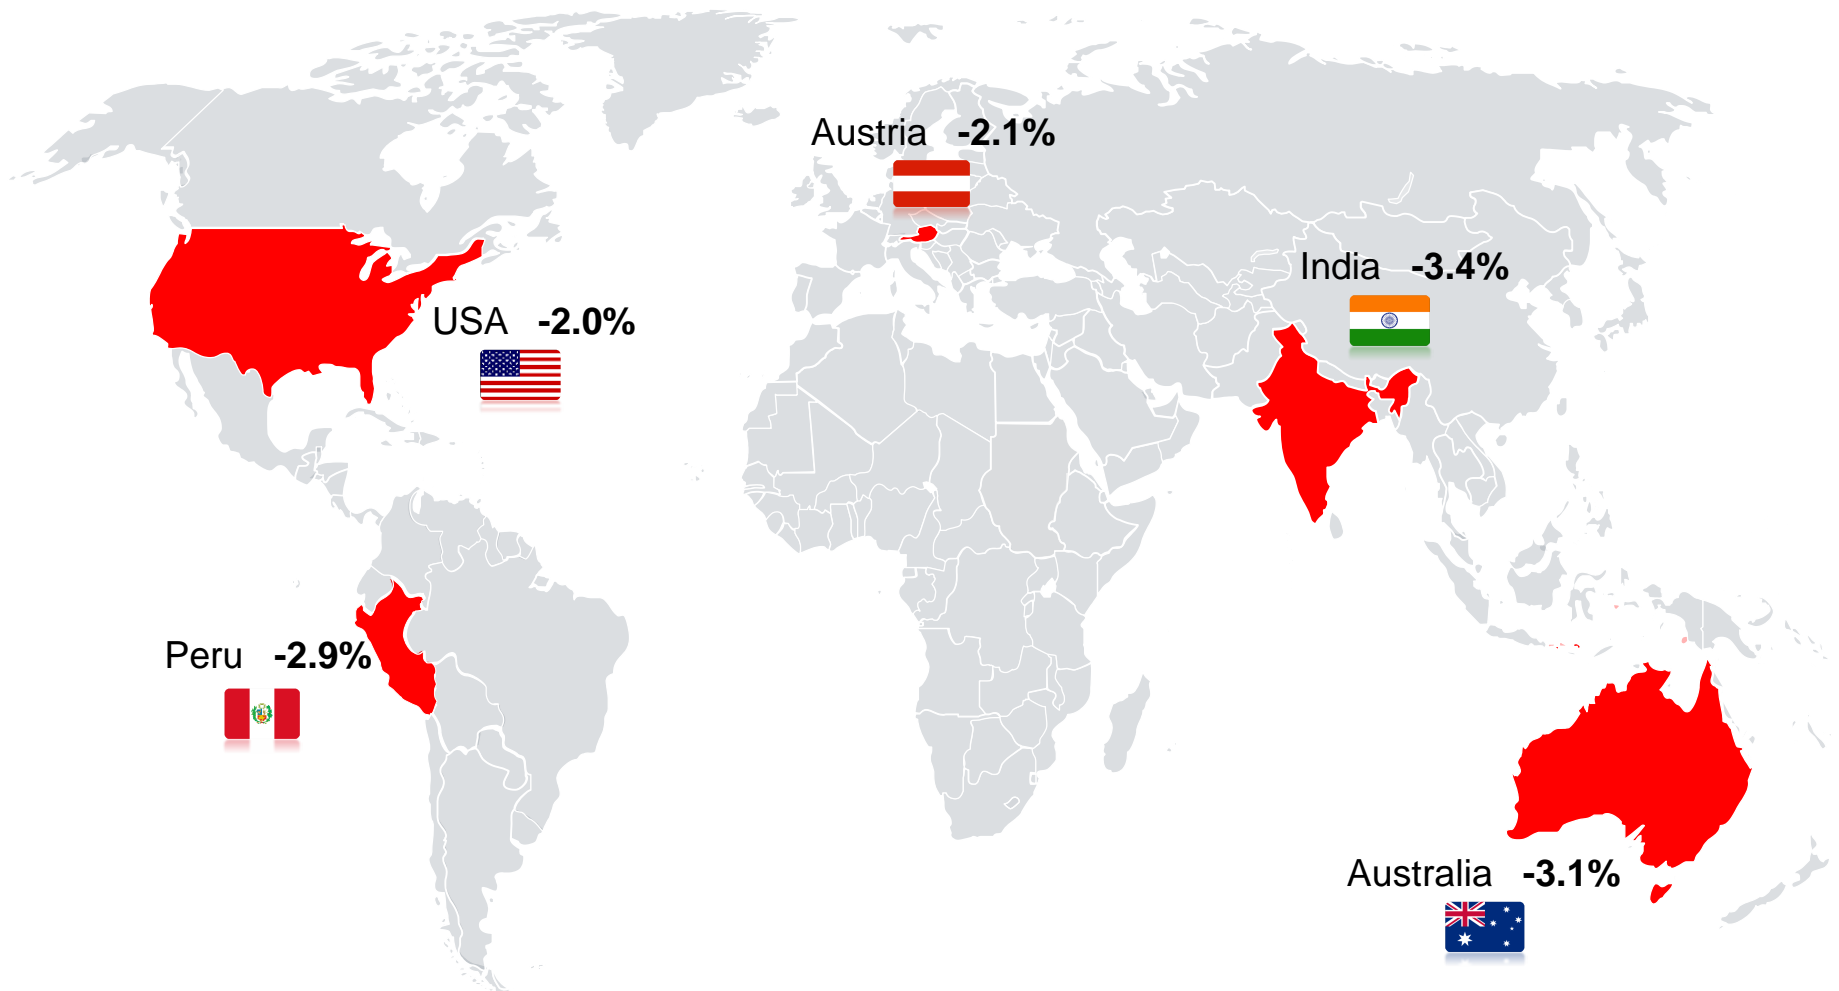 Austria -2.1%
India -3.4%
USA -2.0%
Peru -2.9%
Australia -3.1%